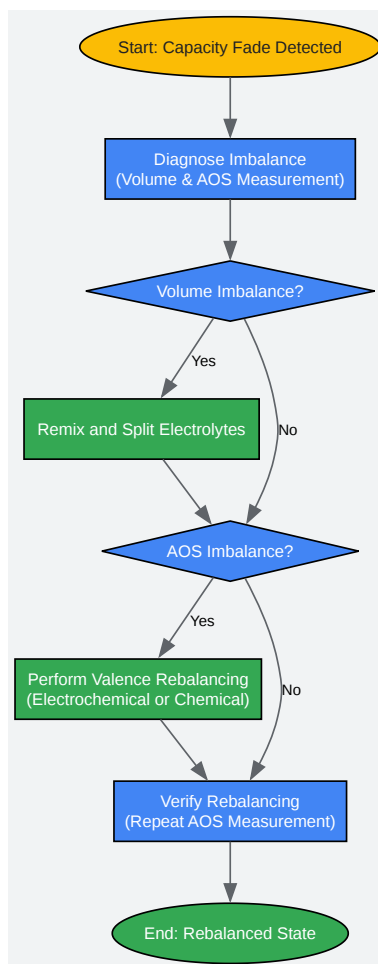 Start: Capacity Fade Detected
Diagnose Imbalance
(Volume & AOS Measurement)
Volume Imbalance?
Yes
Remix and Split Electrolytes
No
AOS Imbalance?
Yes
Perform Valence Rebalancing
(Electrochemical or Chemical)
No
Verify Rebalancing
(Repeat AOS Measurement)
End: Rebalanced State